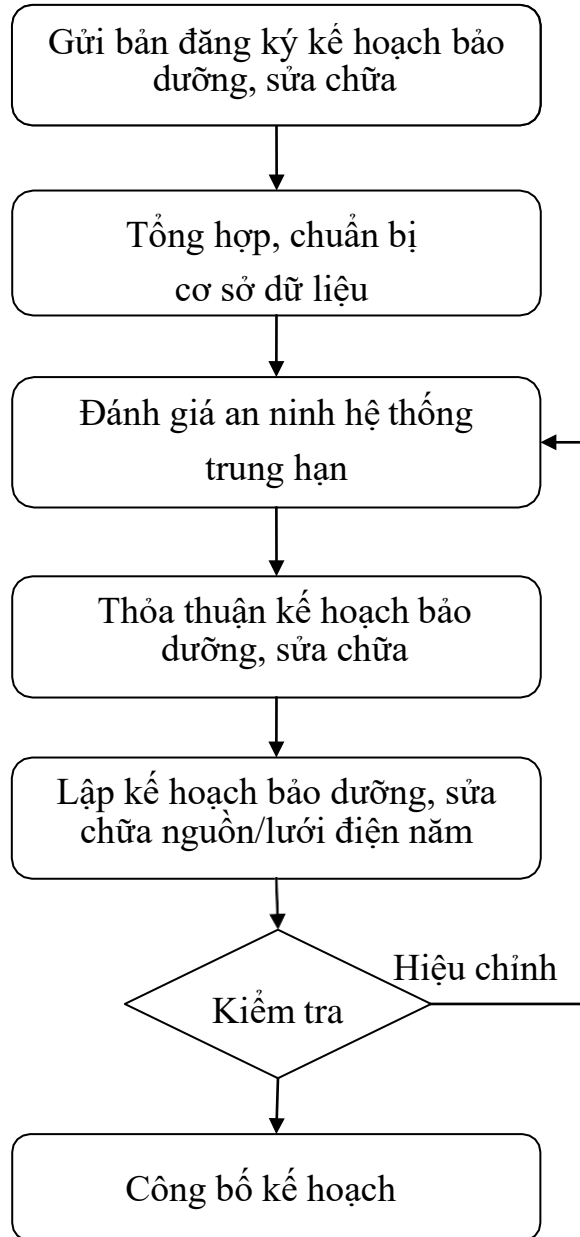 Gửi bản đăng ký kế hoạch bảo
dưỡng, sửa chữa
Tổng hợp, chuẩn bị
cơ sở dữ liệu
Đánh giá an ninh hệ thống
trung hạn
Thỏa thuận kế hoạch bảo
dưỡng, sửa chữa
Lập kế hoạch bảo dưỡng, sửa
chữa nguồn/lưới điện năm
Hiệu chỉnh
Kiểm tra
Công bố kế hoạch